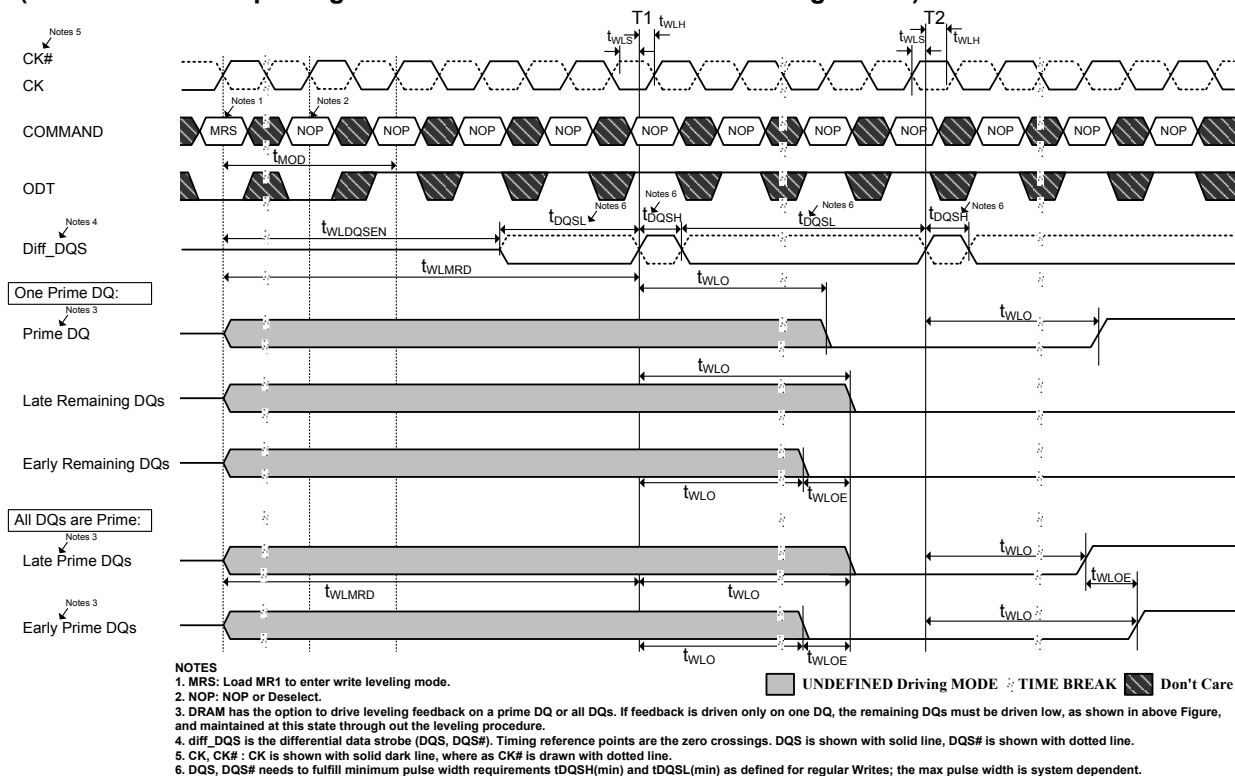 T1
T2
tWLS
tWLH
tWLS
tWLH
Notes 5
CK#
CK
Notes 1
Notes 2
COMMAND
MRS
NOP
NOP
NOP
NOP
NOP
NOP
NOP
NOP
NOP
NOP
NOP
tMOD
ODT
Notes 6
Notes 6
Notes 6
Notes 6
tDQSL
tDQSH
tDQSL
tDQSH
Notes 4
Diff_DQS
tWLDQSEN
tWLMRD
tWLO
One Prime DQ:
Notes 3
Prime DQ
tWLO
tWLO
Late Remaining DQs
Early Remaining DQs
tWLO
tWLOE
All DQs are Prime:
Notes 3
Late Prime DQs
tWLO
tWLMRD
tWLO
tWLOE
Notes 3
Early Prime DQs
tWLO
tWLO
tWLOE
NOTES
1. MRS: Load MR1 to enter write leveling mode.
2. NOP: NOP or Deselect.
UNDEFINED Driving MODE
TIME BREAK
Don't Care
3. DRAM has the option to drive leveling feedback on a prime DQ or all DQs. If feedback is driven only on one DQ, the remaining DQs must be driven low, as shown in above Figure,
and maintained at this state through out the leveling procedure.
4. diff_DQS is the differential data strobe (DQS, DQS#). Timing reference points are the zero crossings. DQS is shown with solid line, DQS# is shown with dotted line.
5. CK, CK# : CK is shown with solid dark line, where as CK# is drawn with dotted line.
6. DQS, DQS# needs to fulfill minimum pulse width requirements tDQSH(min) and tDQSL(min) as defined for regular Writes; the max pulse width is system dependent.